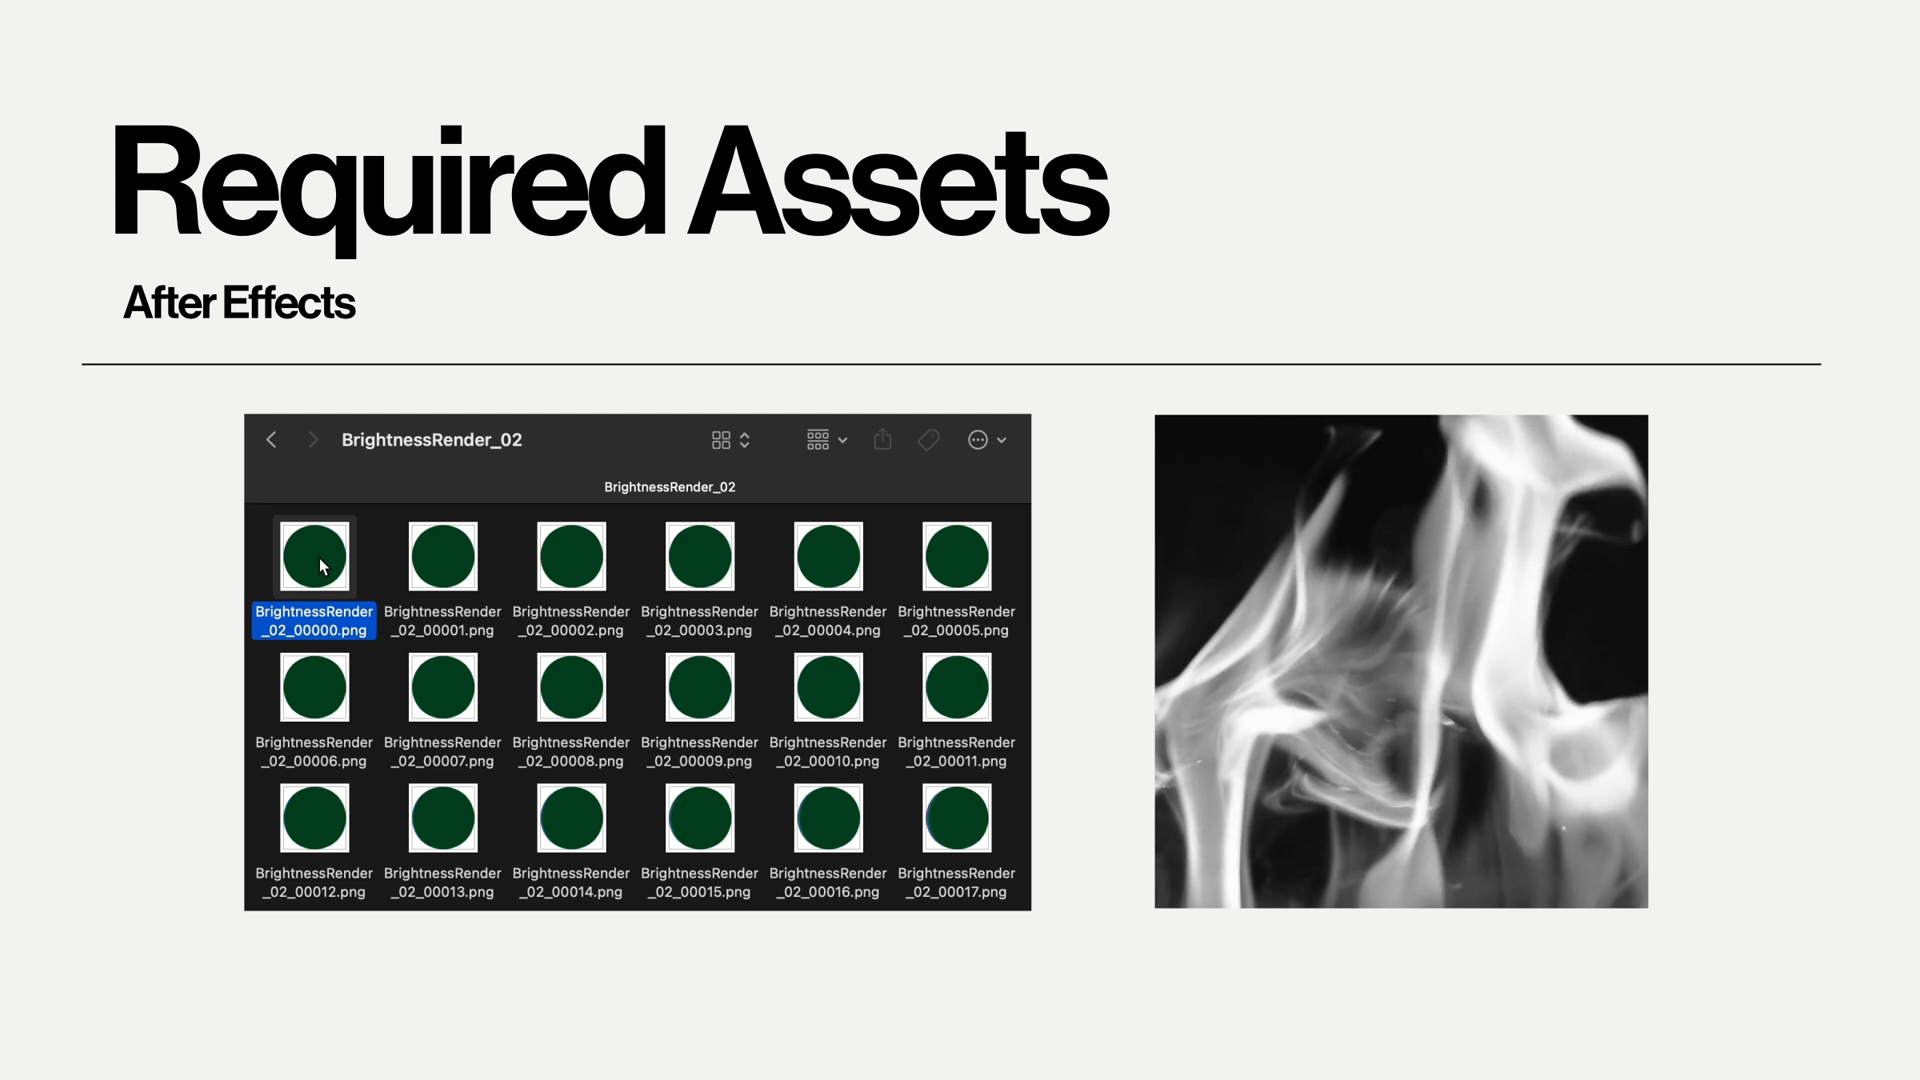 Required Assets
After Effects
BrightnessRender_02
BrightnessRender_02
BrightnessRender BrightnessRender BrightnessRender BrightnessRender BrightnessRender BrightnessRender
_02_00000.png _02_00001.png _02_00002.png _02_00003.png _02_00004.png _02_00005.png
BrightnessRender BrightnessRender BrightnessRender BrightnessRender BrightnessRender BrightnessRender
_02_00006.png _02_00007.png _02_00008.png _02_00009.png _02_00010.png _02_00011.png
BrightnessRender BrightnessRender BrightnessRender BrightnessRender BrightnessRender BrightnessRender
_02_00012.png _02_00013.png _02_00014.png _02_00015.png _02_00016.png _02_00017.png